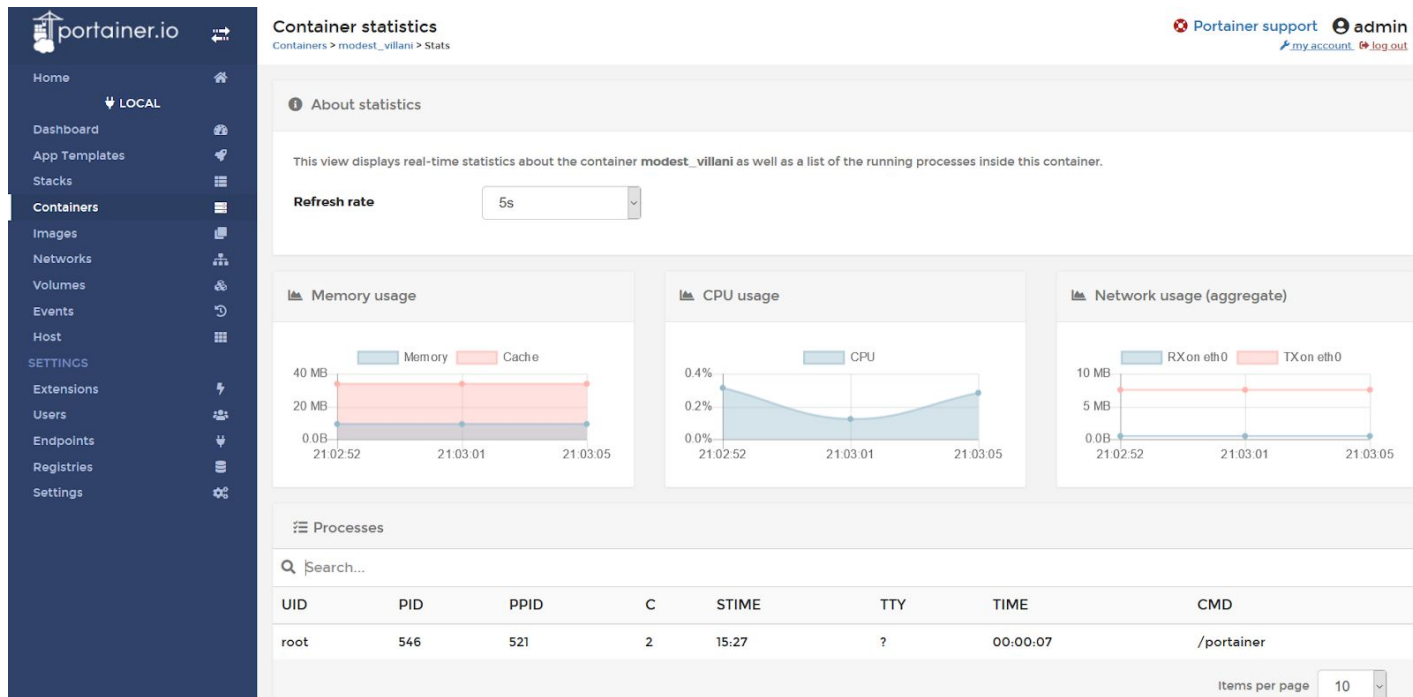 portainer.io
Home
LOCAL
Dashboard
App Templates
Stacks
Containers
Images
Networks
Volumes
Events
Host
SETTINGS
Extensions
Users
Endpoints
Registries
Settings
Container statistics
Containers > modest_villani > Stats
Portainer support admin
my account log out
About statistics
This view displays real-time statistics about the container modest_villani as well as a list of the running processes inside this container.
Refresh rate 5s
Memory usage
Memory Cache
40 MB
20 MB
0.0B
21:02:52 21:03:01 21:03:05
CPU usage
CPU
0.4%
0.2%
0.0%
21:02:52 21:03:01 21:03:05
Network usage (aggregate)
RX on eth0 TX on eth0
10 MB
5 MB
0.0B
21:02:52 21:03:01 21:03:05
Processes
Search...
UID PID PPID C STIME TTY TIME CMD
root 546 521 2 15:27 ? 00:00:07 /portainer
Items per page 10